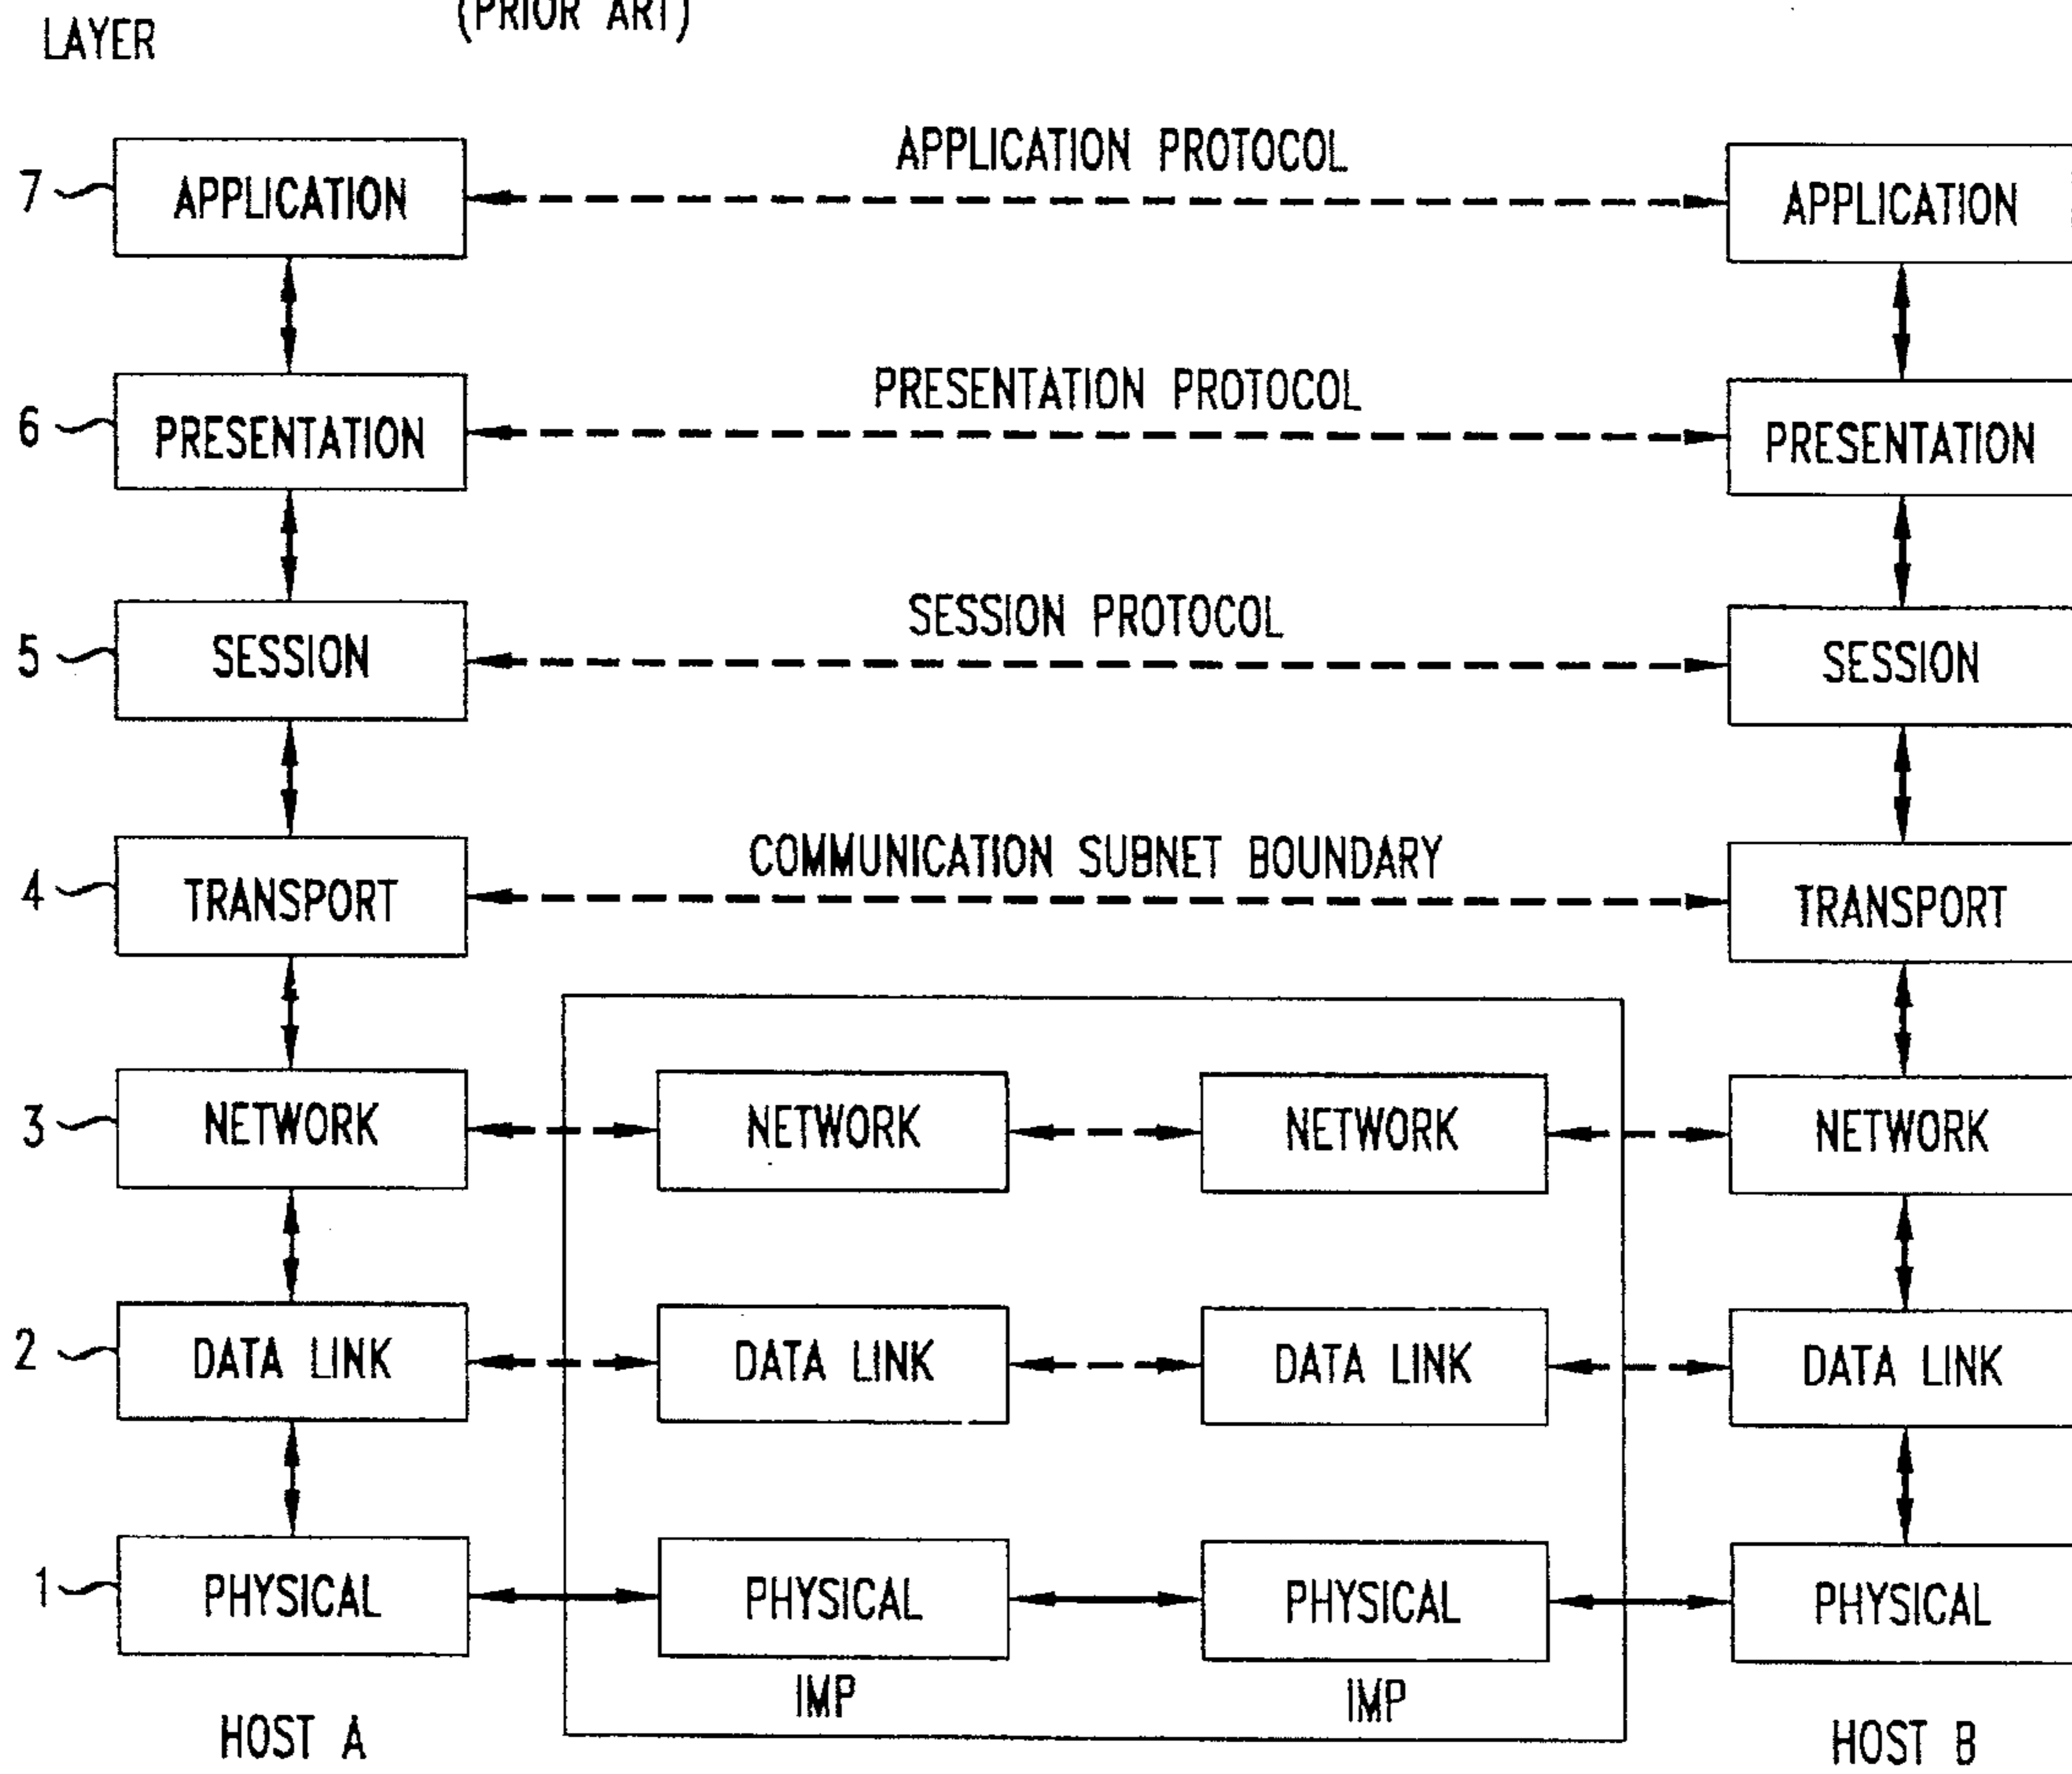 (PRIOR ART)
LAYER
APPLICATION PROTOCOL
7 APPLICATION APPLICATION
PRESENTATION PROTOCOL
6 PRESENTATION PRESENTATION
SESSION PROTOCOL
5 SESSION SESSION
COMMUNICATION SUBNET BOUNDARY
4 TRANSPORT TRANSPORT
3 NETWORK NETWORK NETWORK NETWORK
2 DATA LINK DATA LINK DATA LINK DATA LINK
1 PHYSICAL PHYSICAL PHYSICAL PHYSICAL
IMP IMP
HOST A HOST B